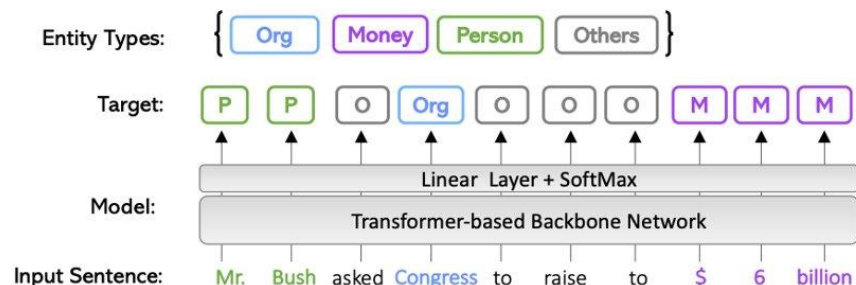 Entity Types: { Org Money Person Others }
Target: P P O Org O O O M M M
Linear Layer + SoftMax
Model:
Transformer-based Backbone Network
Input Sentence: Mr. Bush asked Congress to raise to $ 6 billion